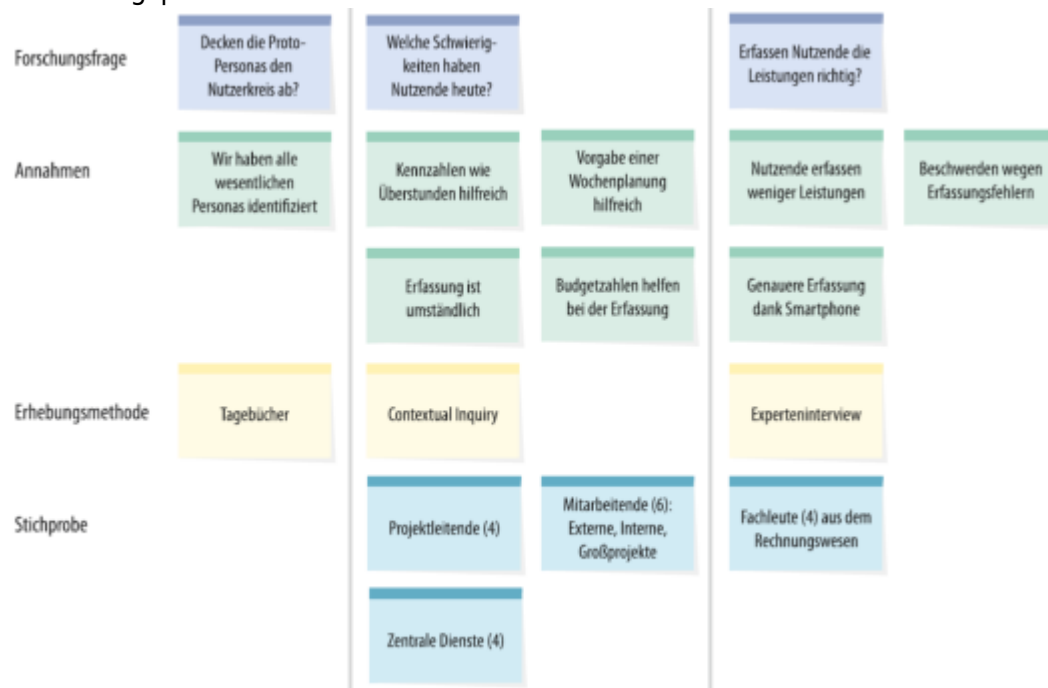 Forschungsfrage
Decken die Proto-
Personas den
Nutzerkreis ab?
Welche Schwierig-
keiten haben
Nutzende heute?
Erfassen Nutzende die
Leistungen richtig?
Annahmen
Wir haben alle
wesentlichen
Personas identifiziert
Kennzahlen wie
Überstunden hilfreich
Vorgabe einer
Wochenplanung
hilfreich
Nutzende erfassen
weniger Leistungen
Beschwerden wegen
Erfassungsfehlern
Erfassung ist
umständlich
Budgetzahlen helfen
bei der Erfassung
Genauere Erfassung
dank Smartphone
Erhebungsmethode
Tagebücher
Contextual Inquiry
Experteninterview
Stichprobe
Projektleitende (4)
Mitarbeitende (6):
Externe, Interne,
Großprojekte
Fachleute (4) aus dem
Rechnungswesen
Zentrale Dienste (4)